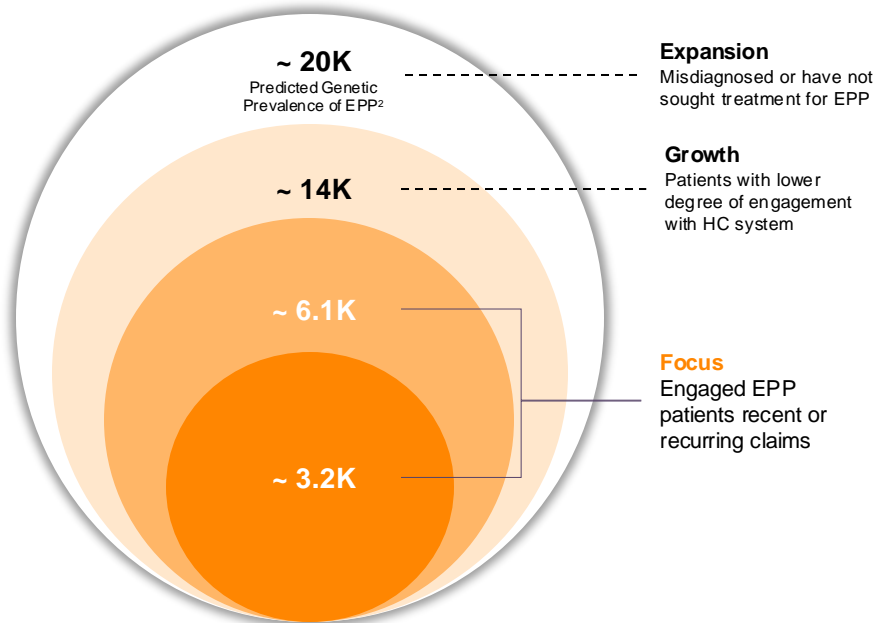 ~ 20K
Predicted Genetic
Prevalence of EPP²
Expansion
Misdiagnosed or have not
sought treatment for EPP
~ 14K
Growth
Patients with lower
degree of engagement
with HC system
~ 6.1K
Focus
Engaged EPP
patients recent or
recurring claims
~ 3.2K